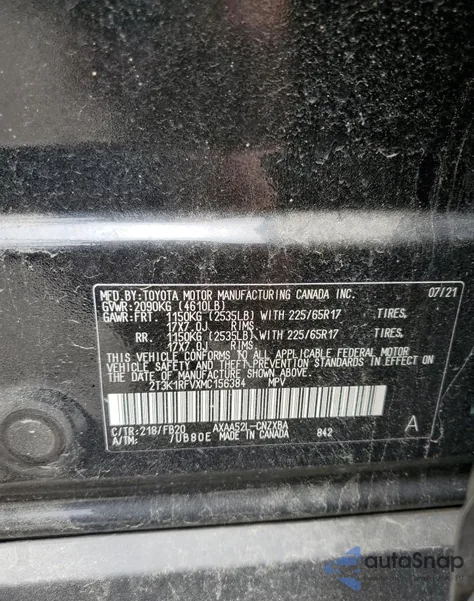 MFD.BY:TOYOTA MOTOR MANUFACTURING CANADA INC. 07/21
GVWR:2090KG (4610LB)
GAWR:FRT. 1150KG (2535LB) WITH 225/65R17 TIRES,
17X7.0J RIMS
RR. 1150KG (2535LB) WITH 225/65R17 TIRES,
17X7.0J RIMS
THIS VEHICLE CONFORMS TO ALL APPLICABLE FEDERAL MOTOR
VEHICLE SAFETY AND BUMPER STANDARDS IN EFFECT ON THE
DATE OF MANUFACTURE SHOWN ABOVE.
2T3K1RFVXMC156384 MPV
C/TR:218/FB20 AXAA52L-CNZXBA A
A/TM: /UB80E MADE IN CANADA 842
autoSnap